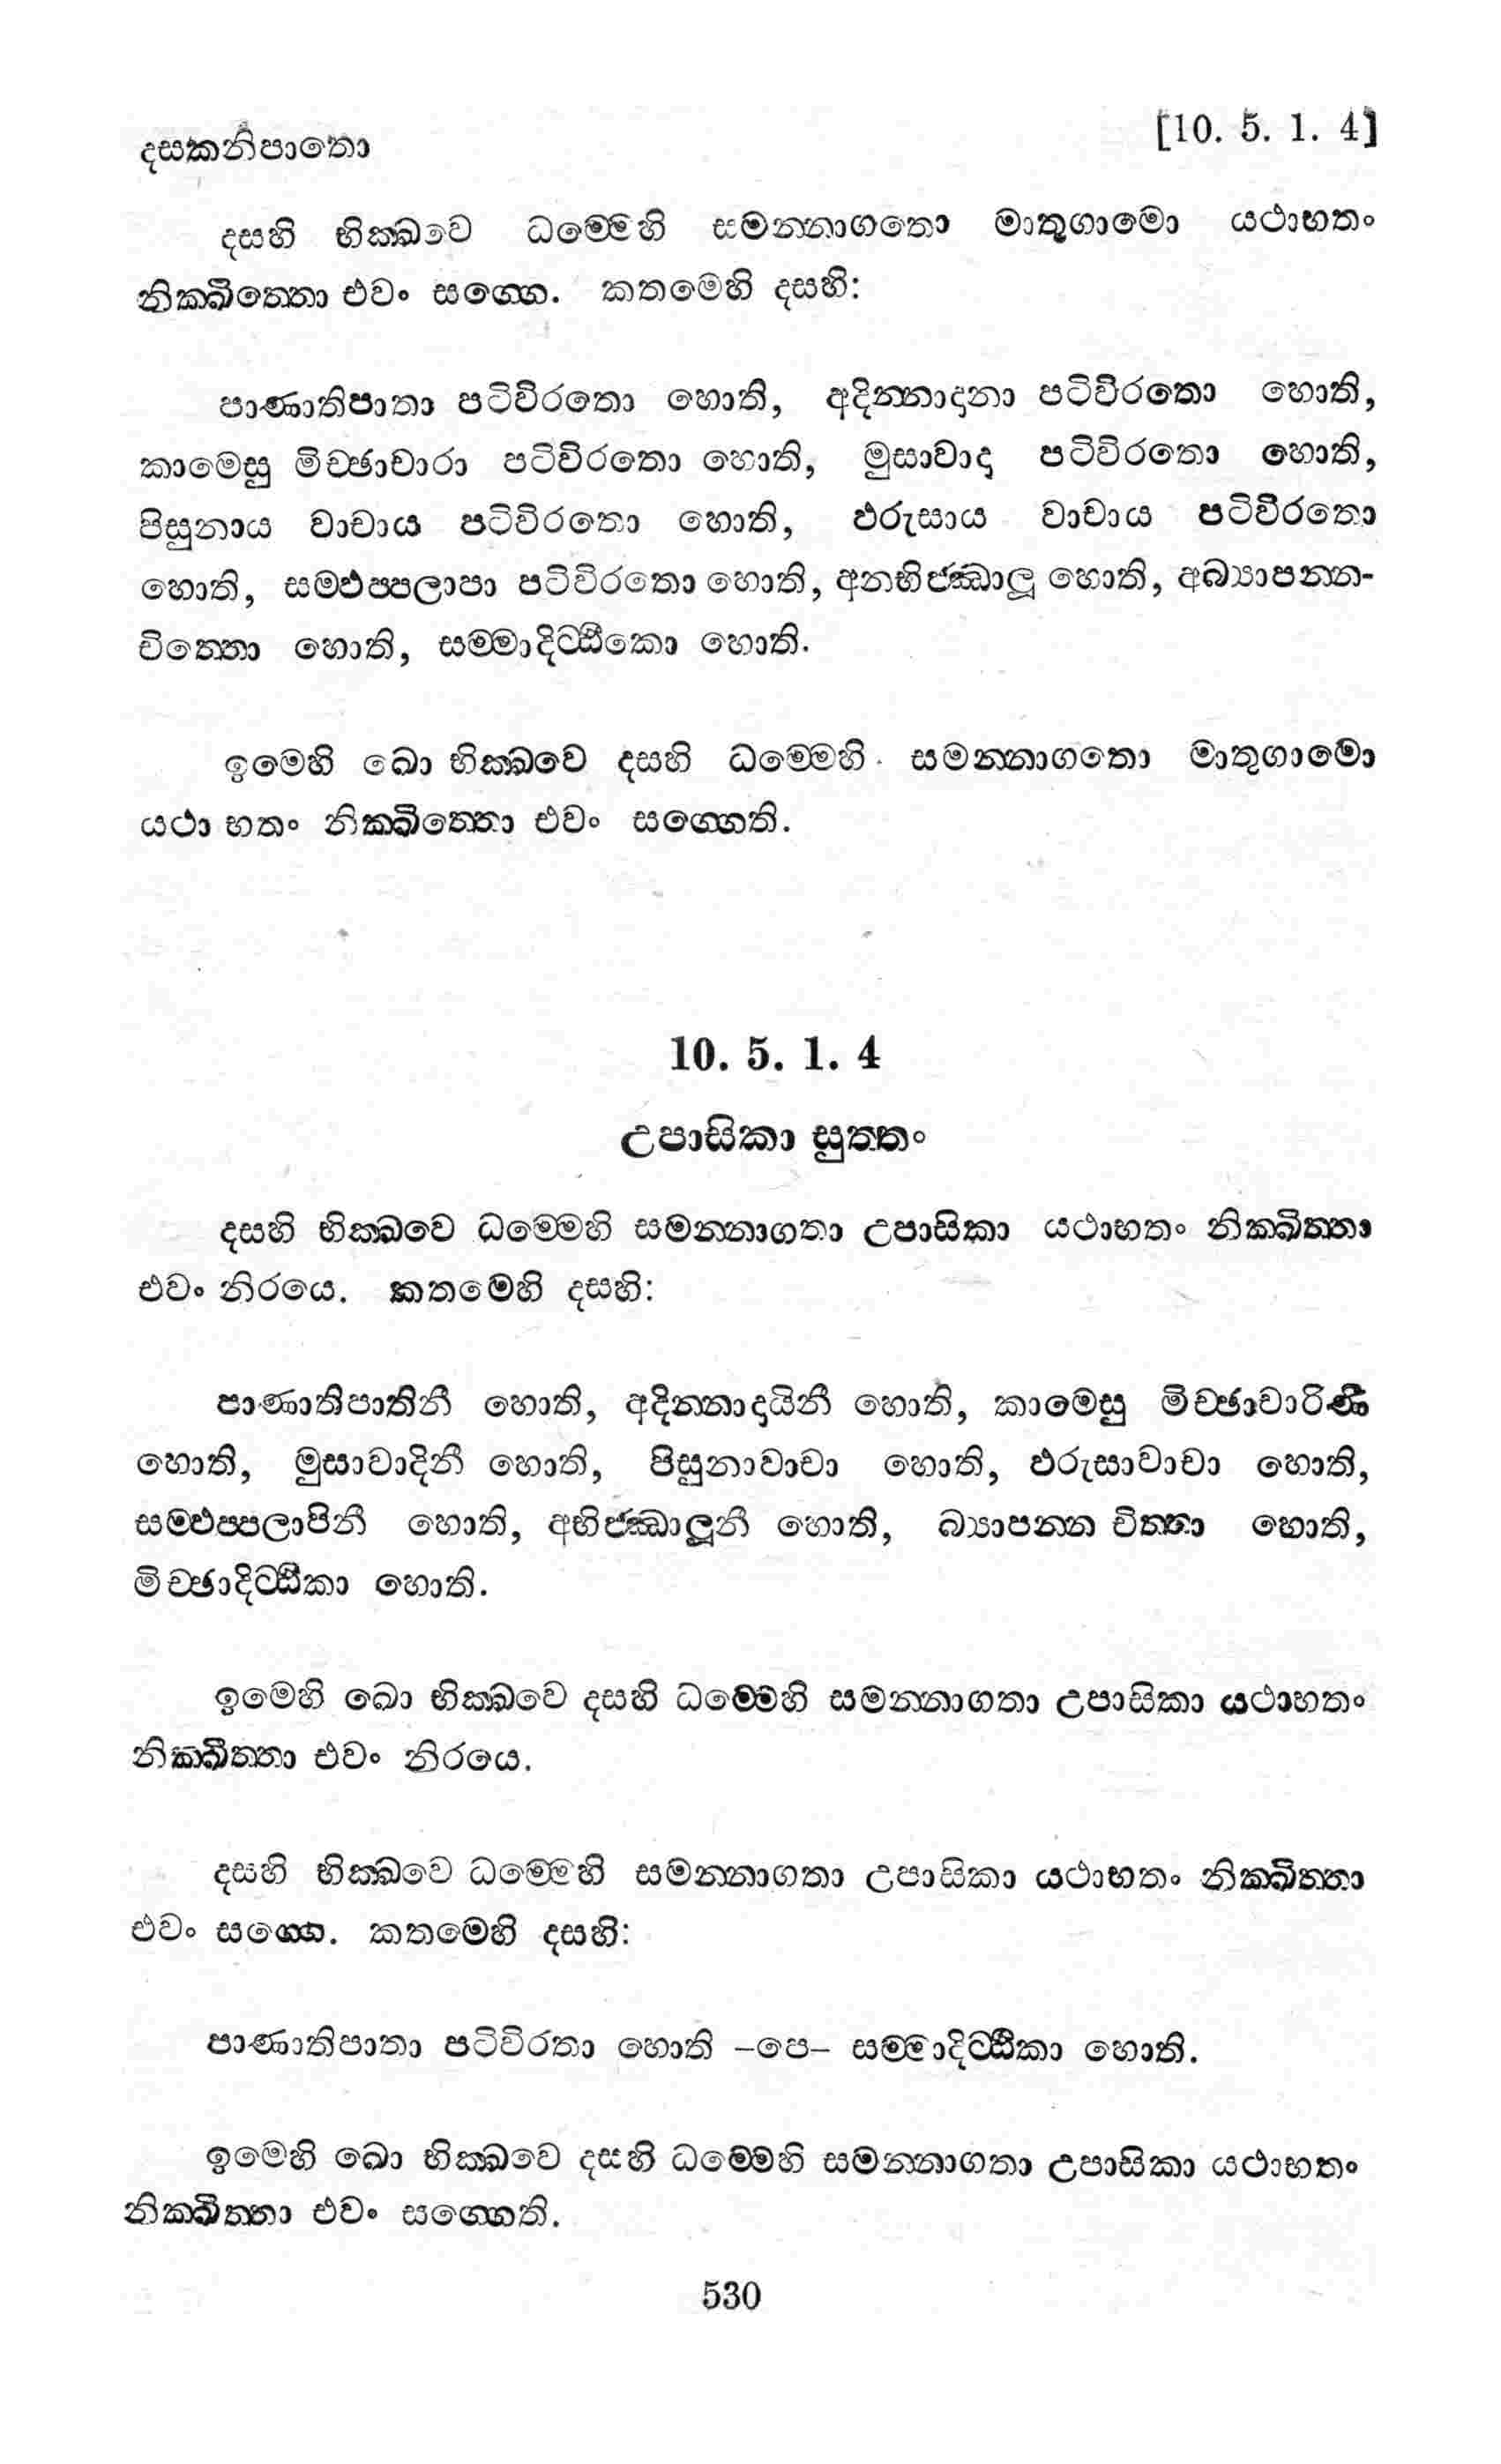 දසකනිපාතො
[10. 5. 1. 4]
දසහි භික්ඛවෙ ධම්මෙහි සමන්නාගතො මාතුගාමො යථාභතං
නික්ඛිත්තො එවං සග්ගෙ. කතමෙහි දසහි:
පාණාතිපාතා පටිවිරතො හොති, අදින්නාදානා පටිවිරතො හොති,
කාමෙසු මිච්ඡාචාරා පටිවිරතො හොති, මුසාවාදා පටිවිරතො හොති,
පිසුනාය වාචාය පටිවිරතො හොති, ඵරුසාය වාචාය පටිවිරතො
හොති, සම්ඵප්පලාපා පටිවිරතො හොති, අනභිජ්ඣාලූ හොති, අබ්‍යාපන්න-
චිත්තො හොති, සම්මාදිට්ඨිකො හොති.
ඉමෙහි ඛො භික්ඛවෙ දසහි ධම්මෙහි සමන්නාගතො මාතුගාමො
යථා භතං නික්ඛිත්තො එවං සග්ගෙති.
10. 5. 1. 4
උපාසිකා සුත්තං
දසහි භික්ඛවෙ ධම්මෙහි සමන්නාගතා උපාසිකා යථාභතං නික්ඛිත්තා
එවං නිරයෙ. කතමෙහි දසහි:
පාණාතිපාතිනී හොති, අදින්නාදායිනී හොති, කාමෙසු මිච්ඡාචාරිණී
හොති, මුසාවාදිනී හොති, පිසුනාවාචා හොති, ඵරුසාවාචා හොති,
සම්ඵප්පලාපිනී හොති, අභිජ්ඣාලූනී හොති, බ්‍යාපන්න චිත්තා හොති,
මිච්ඡාදිට්ඨිකා හොති.
ඉමෙහි ඛො භික්ඛවෙ දසහි ධම්මෙහි සමන්නාගතා උපාසිකා යථාභතං
නික්ඛිත්තා එවං නිරයෙ.
දසහි භික්ඛවෙ ධම්මෙහි සමන්නාගතා උපාසිකා යථාභතං නික්ඛිත්තා
එවං සග්ගෙ. කතමෙහි දසහි:
පාණාතිපාතා පටිවිරතා හොති –පෙ– සම්මාදිට්ඨිකා හොති.
ඉමෙහි ඛො භික්ඛවෙ දසහි ධම්මෙහි සමන්නාගතා උපාසිකා යථාභතං
නික්ඛිත්තා එවං සග්ගෙති.
530